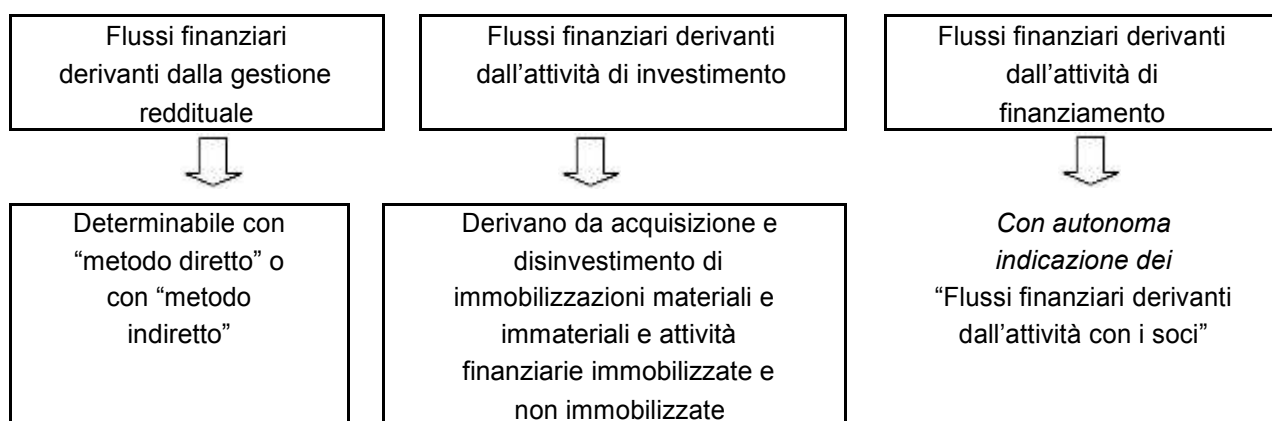 Flussi finanziari
derivanti dalla gestione
reddituale
Flussi finanziari derivanti
dall’attività di investimento
Flussi finanziari derivanti
dall’attività di
finanziamento
Determinabile con
“metodo diretto” o
con “metodo
indiretto”
Derivano da acquisizione e
disinvestimento di
immobilizzazioni materiali e
immateriali e attività
finanziarie immobilizzate e
non immobilizzate
Con autonoma
indicazione dei
“Flussi finanziari derivanti
dall’attività con i soci”